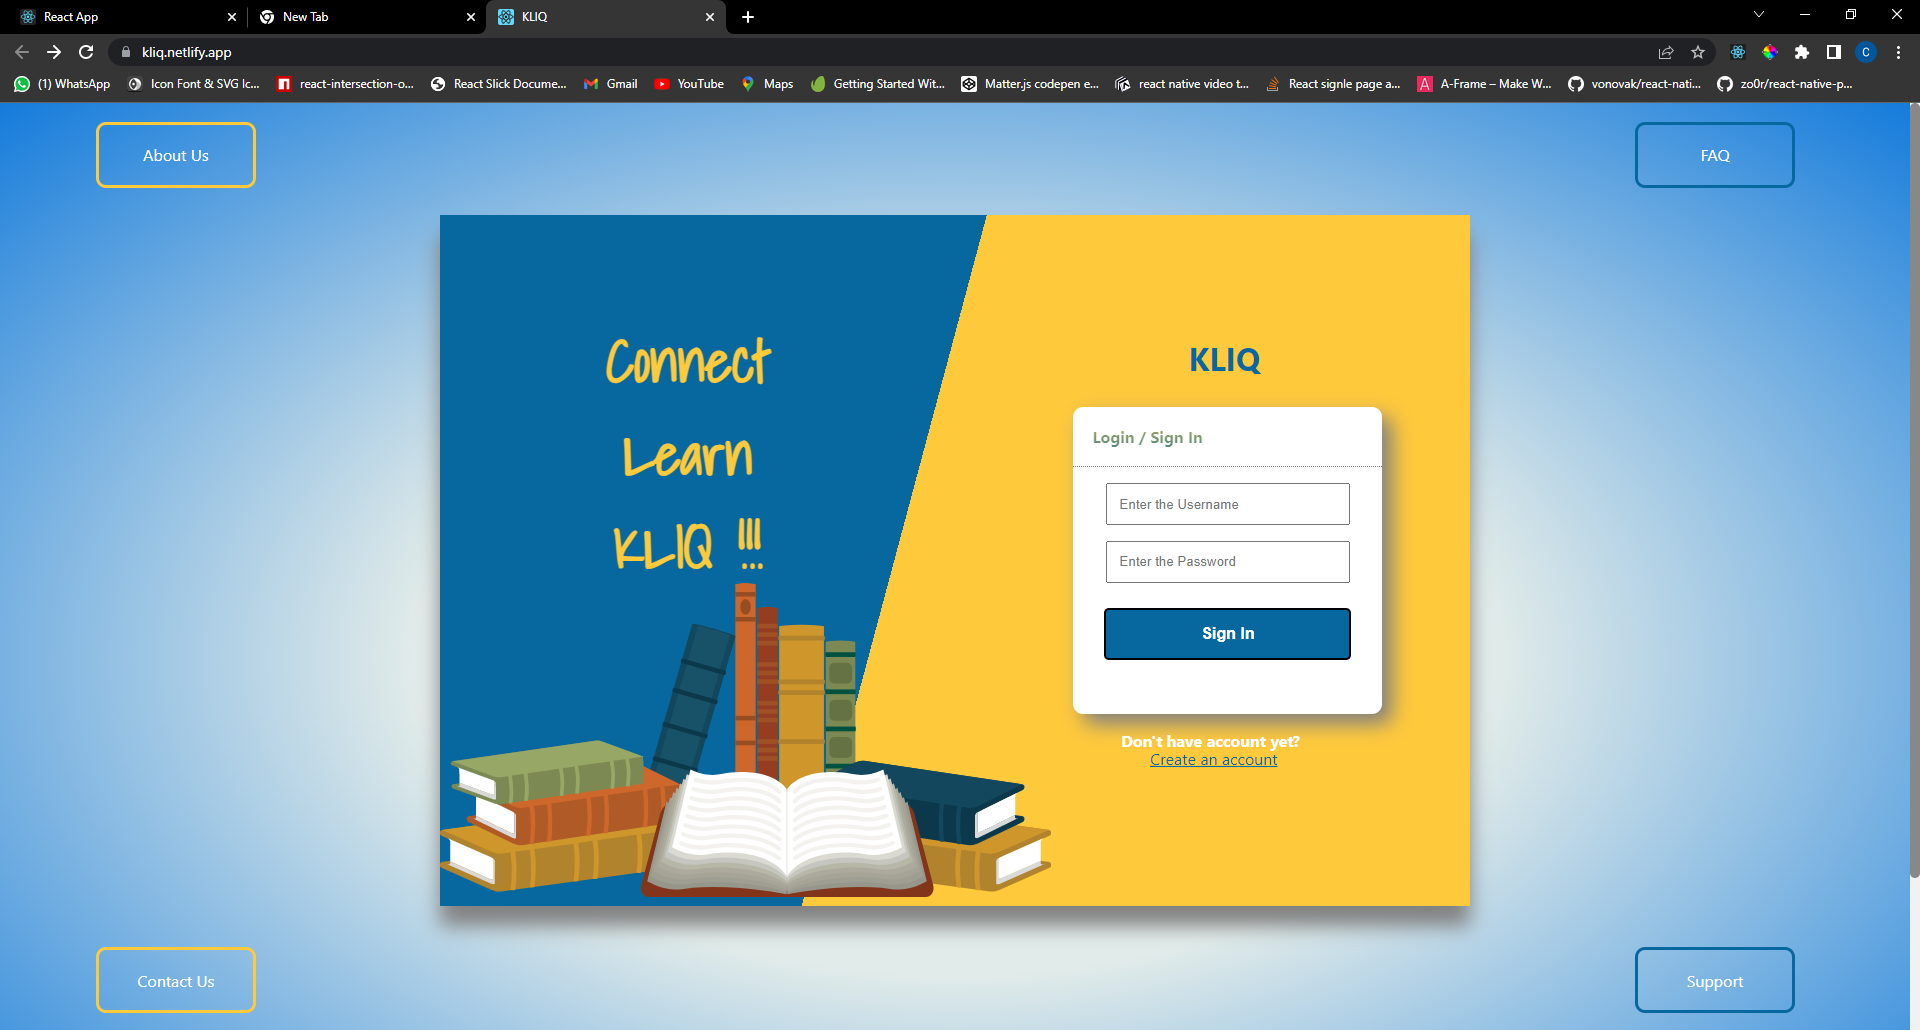 React App
New Tab
KLIQ
kliq.netlify.app
C
(1) WhatsApp
Icon Font & SVG Ic...
react-intersection-o...
React Slick Docume...
Gmail
YouTube
Maps
Getting Started Wit...
Matter.js codepen e...
react native video t...
React signle page a...
A
A-Frame – Make W...
vonovak/react-nati...
zo0r/react-native-p...
About Us
FAQ
Connect
Learn
KLIQ !!!
KLIQ
Login / Sign In
Enter the Username
Enter the Password
Sign In
Don't have account yet?
Create an account
Contact Us
Support